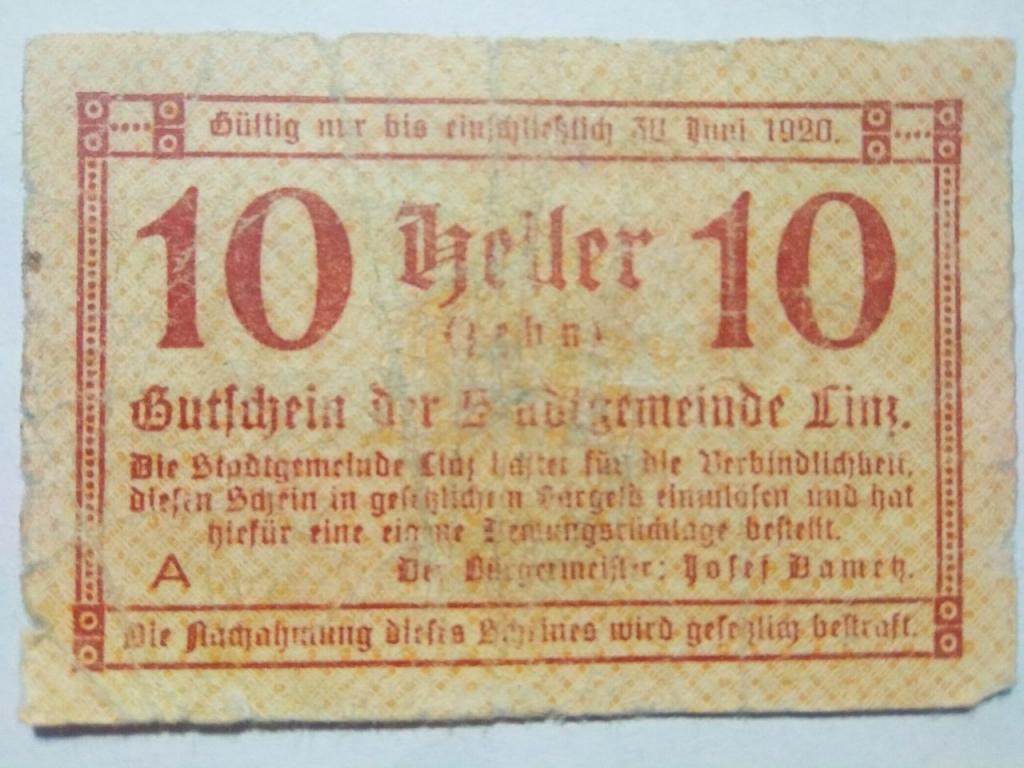 Gültig nur bis einschließlich 30 Juni 1920.
10 Heller 10
(Zehn)
Gutschein der Stadtgemeinde Linz.
Die Stadtgemeinde Linz haftet für die Verbindlichkeit,
diesen Schein in gesetzlichen Bargeld einzulösen und hat
hiefür eine eigene Deckungsrücklage bestellt.
A Der Bürgermeister: Josef Dametz.
Die Nachahmung dieses Scheines wird gesetzlich bestraft.